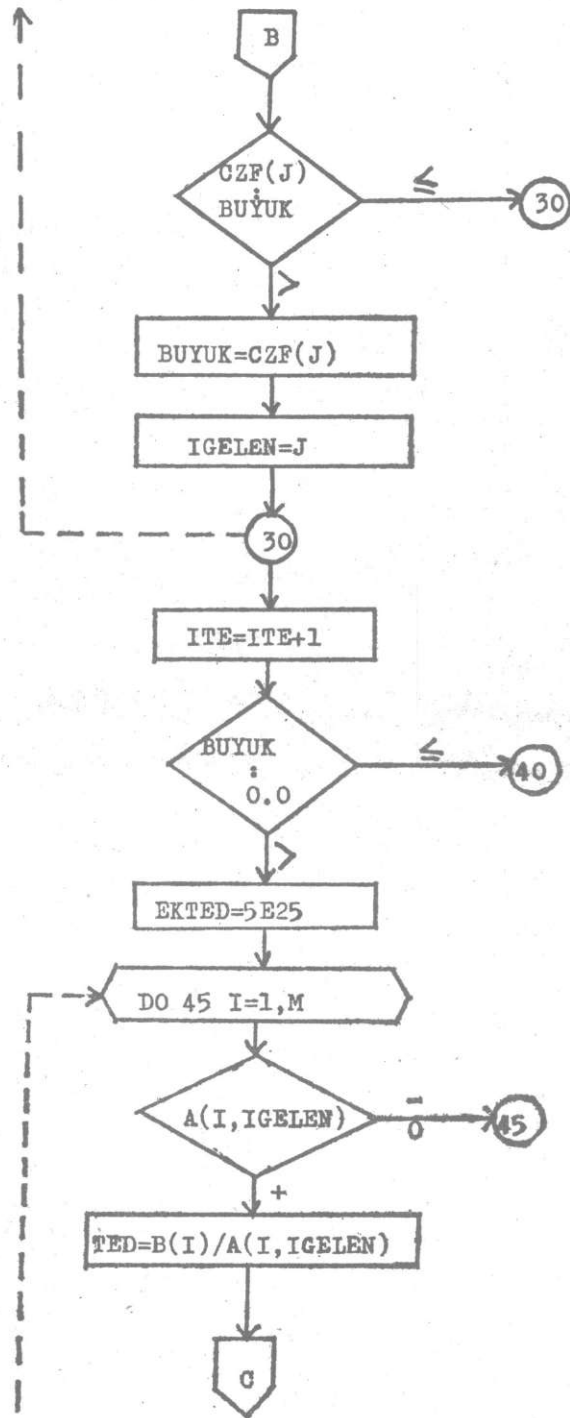 B
CZF(J)
:
BUYUK
≤
30
>
BUYUK=CZF(J)
IGELEN=J
30
ITE=ITE+1
BUYUK
:
0.0
≤
40
>
EKTED=5E25
DO 45 I=1,M
A(I,IGELEN)
-
0
45
+
TED=B(I)/A(I,IGELEN)
C